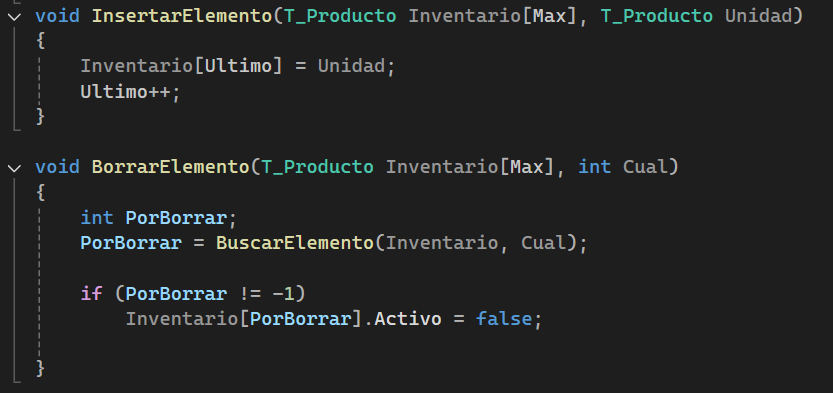 void InsertarElemento(T_Producto Inventario[Max], T_Producto Unidad)
{
    Inventario[Ultimo] = Unidad;
    Ultimo++;
}

void BorrarElemento(T_Producto Inventario[Max], int Cual)
{
    int PorBorrar;
    PorBorrar = BuscarElemento(Inventario, Cual);

    if (PorBorrar != -1)
        Inventario[PorBorrar].Activo = false;

}